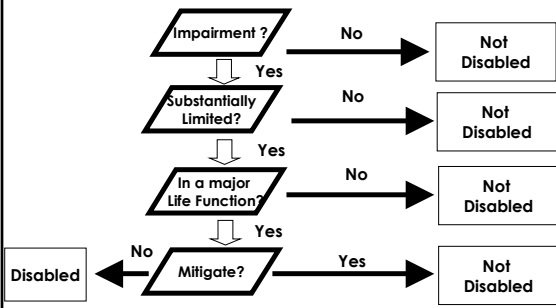 Impairment ?
No
Not
Disabled
Yes
Substantially
Limited?
No
Not
Disabled
Yes
In a major
Life Function?
No
Not
Disabled
Yes
Disabled
No
Mitigate?
Yes
Not
Disabled